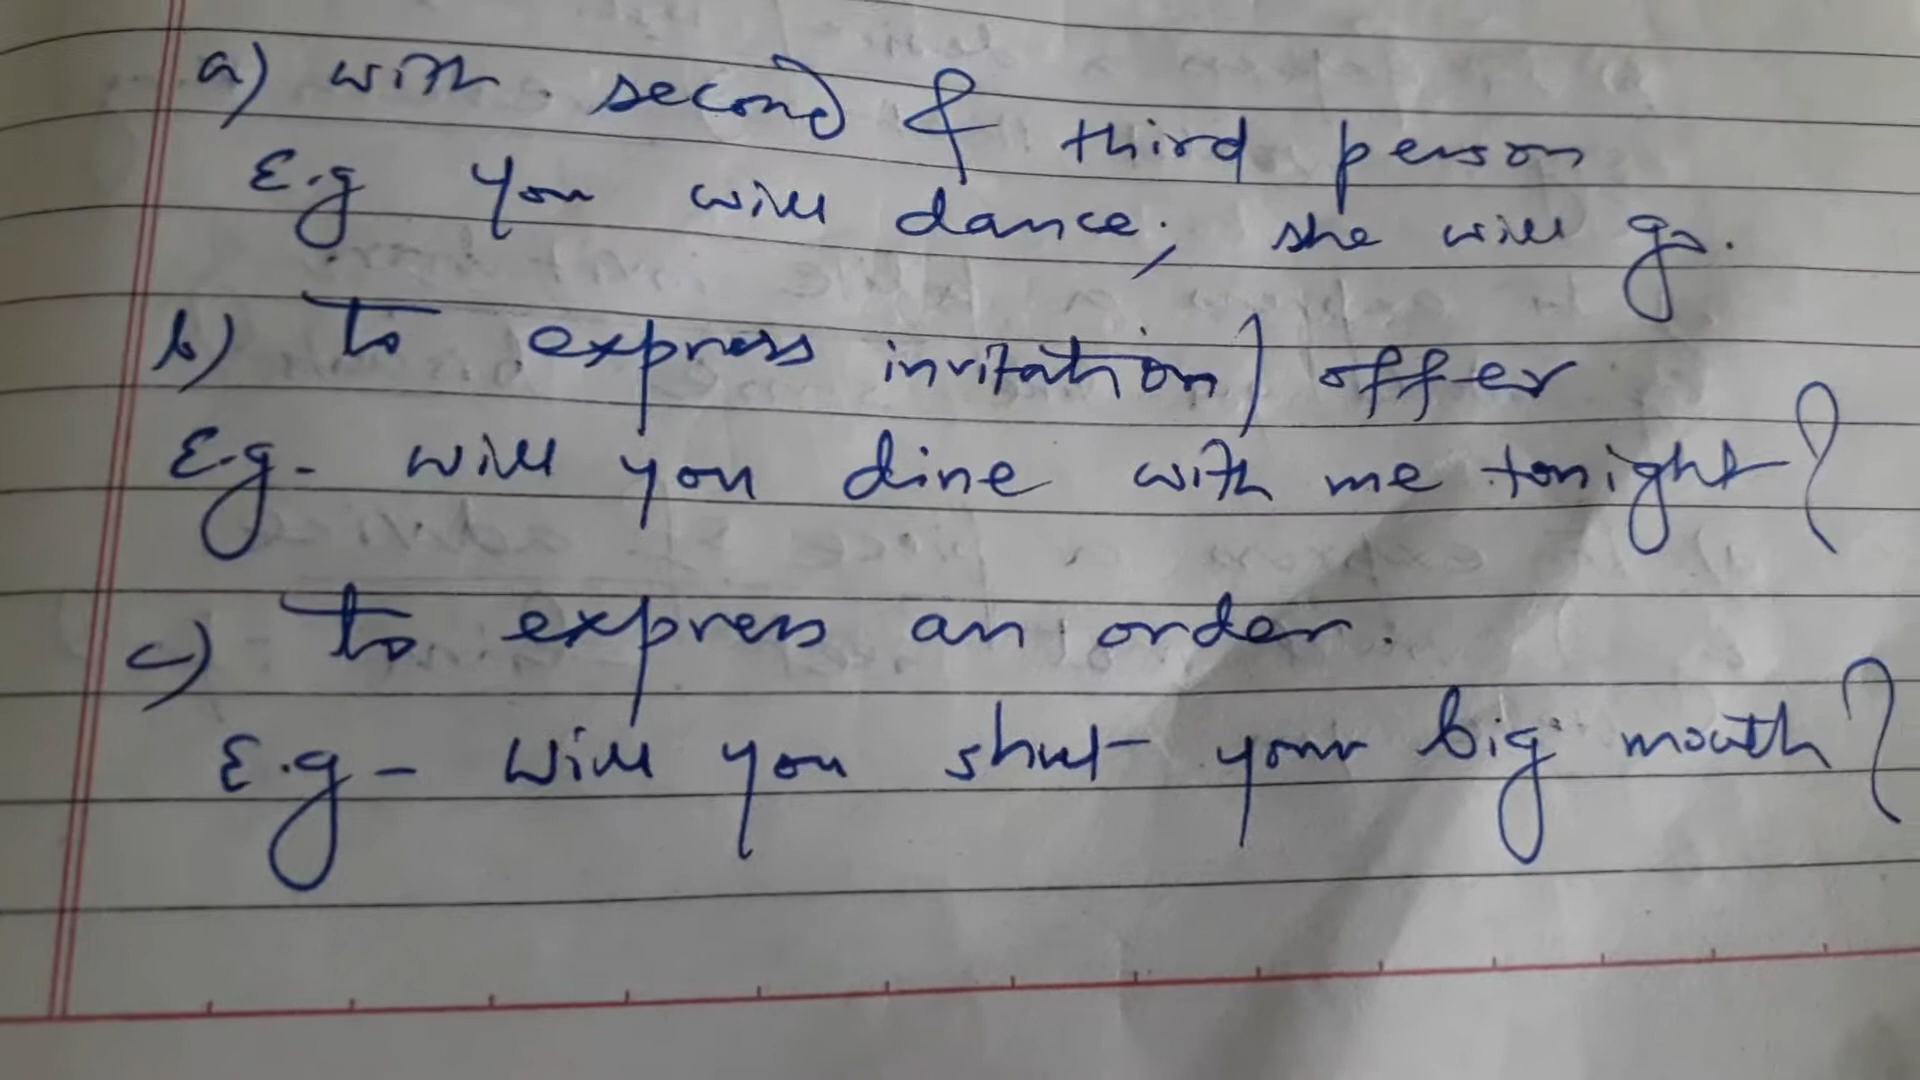 a) with second & third person
E.g you will dance; she will go.
b) to express invitation/offer
E.g- will you dine with me tonight?
c) to express an order.
E.g- Will you shut your big mouth?